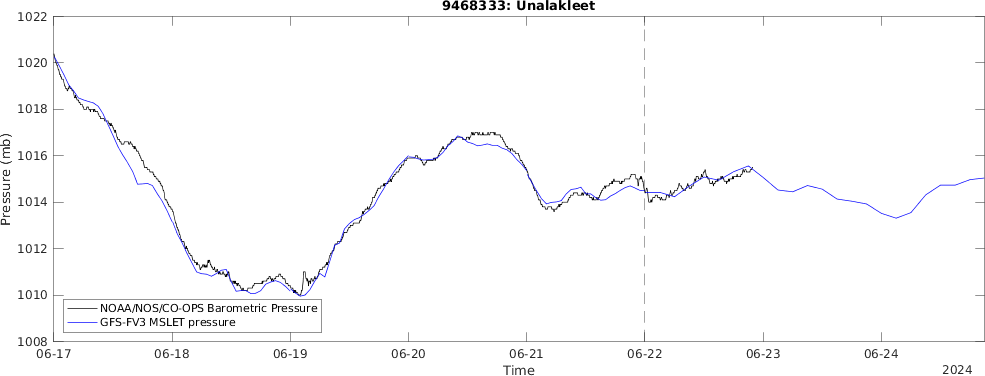 9468333: Unalakleet
1022
1020
1018
1016
1014
1012
1010
1008
Pressure (mb)
NOAA/NOS/CO-OPS Barometric Pressure
GFS-FV3 MSLET pressure
06-17 06-18 06-19 06-20 06-21 06-22 06-23 06-24
Time
2024